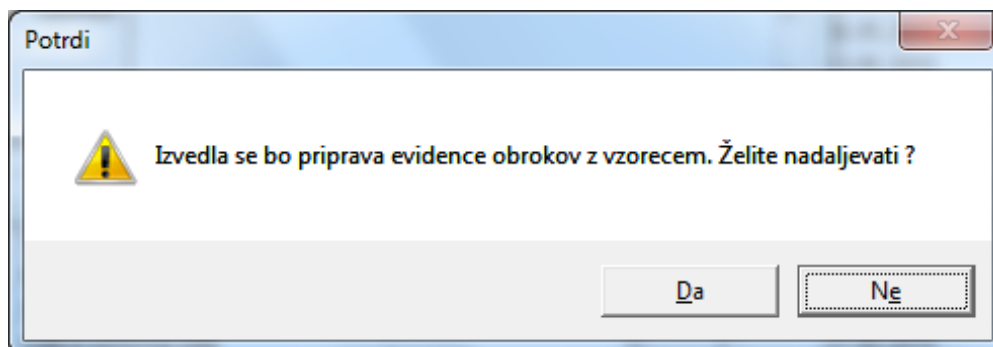 Potrdi
Izvedla se bo priprava evidence obrokov z vzorecem. Želite nadaljevati ?
Da
Ne